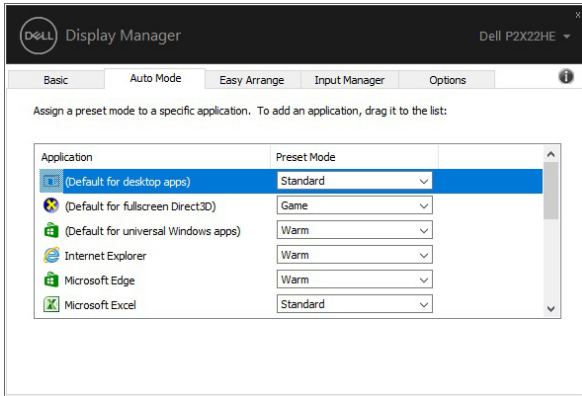 DELL Display Manager
Dell P2X22HE
Basic Auto Mode Easy Arrange Input Manager Options
Assign a preset mode to a specific application. To add an application, drag it to the list:
Application Preset Mode
(Default for desktop apps) Standard
(Default for fullscreen Direct3D) Game
(Default for universal Windows apps) Warm
Internet Explorer Warm
Microsoft Edge Warm
Microsoft Excel Standard